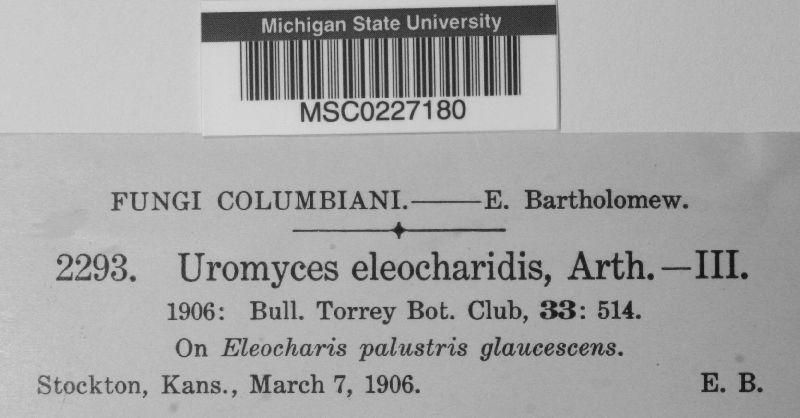 Michigan State University
MSC0227180
FUNGI COLUMBIANI.—E. Bartholomew.
2293. Uromyces eleocharidis, Arth.—III.
1906: Bull. Torrey Bot. Club, 33: 514.
On Eleocharis palustris glaucescens.
Stockton, Kans., March 7, 1906. E. B.